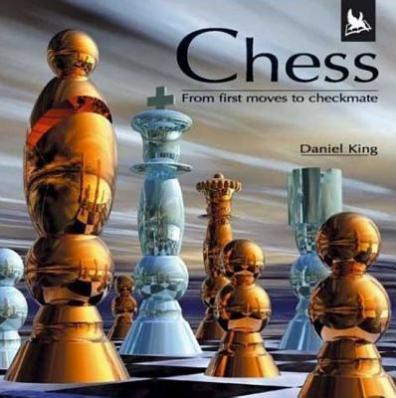 Chess
From first moves to checkmate
Daniel King